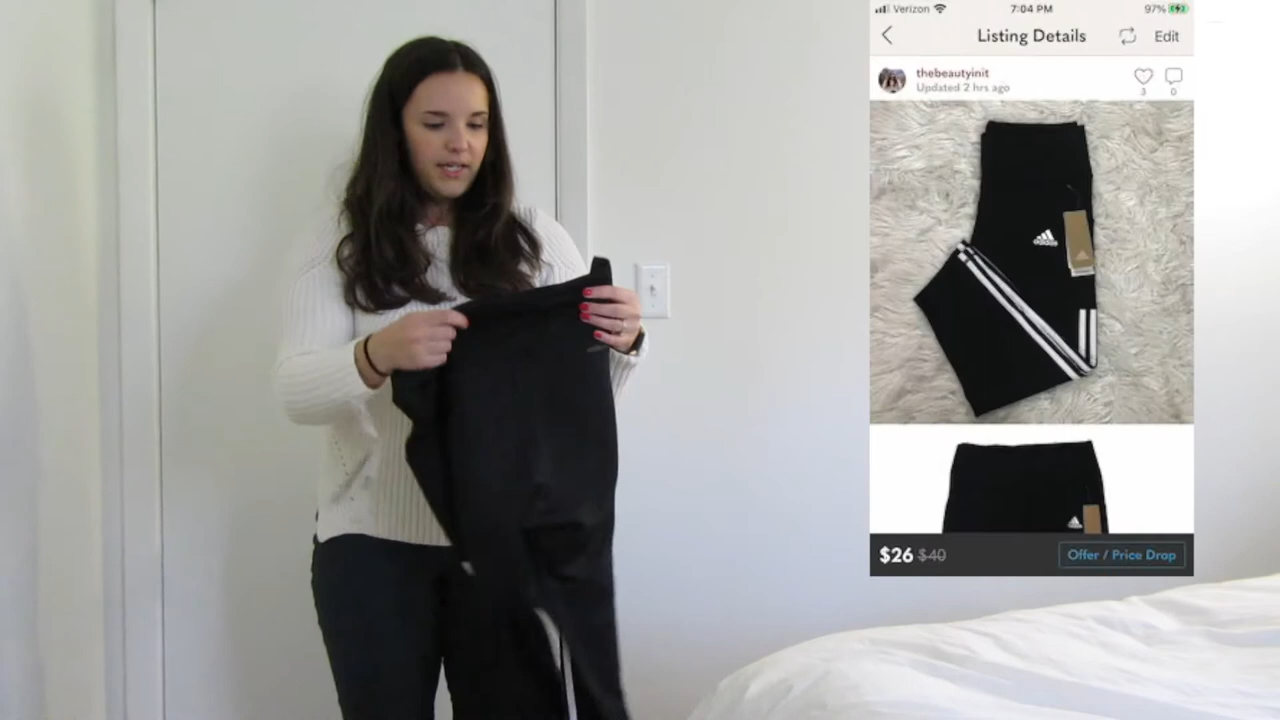 Verizon
7:04 PM
97%
Listing Details
Edit
thebeautyinit
Updated 2 hrs ago
3
0
adidas
$26 $40
Offer / Price Drop